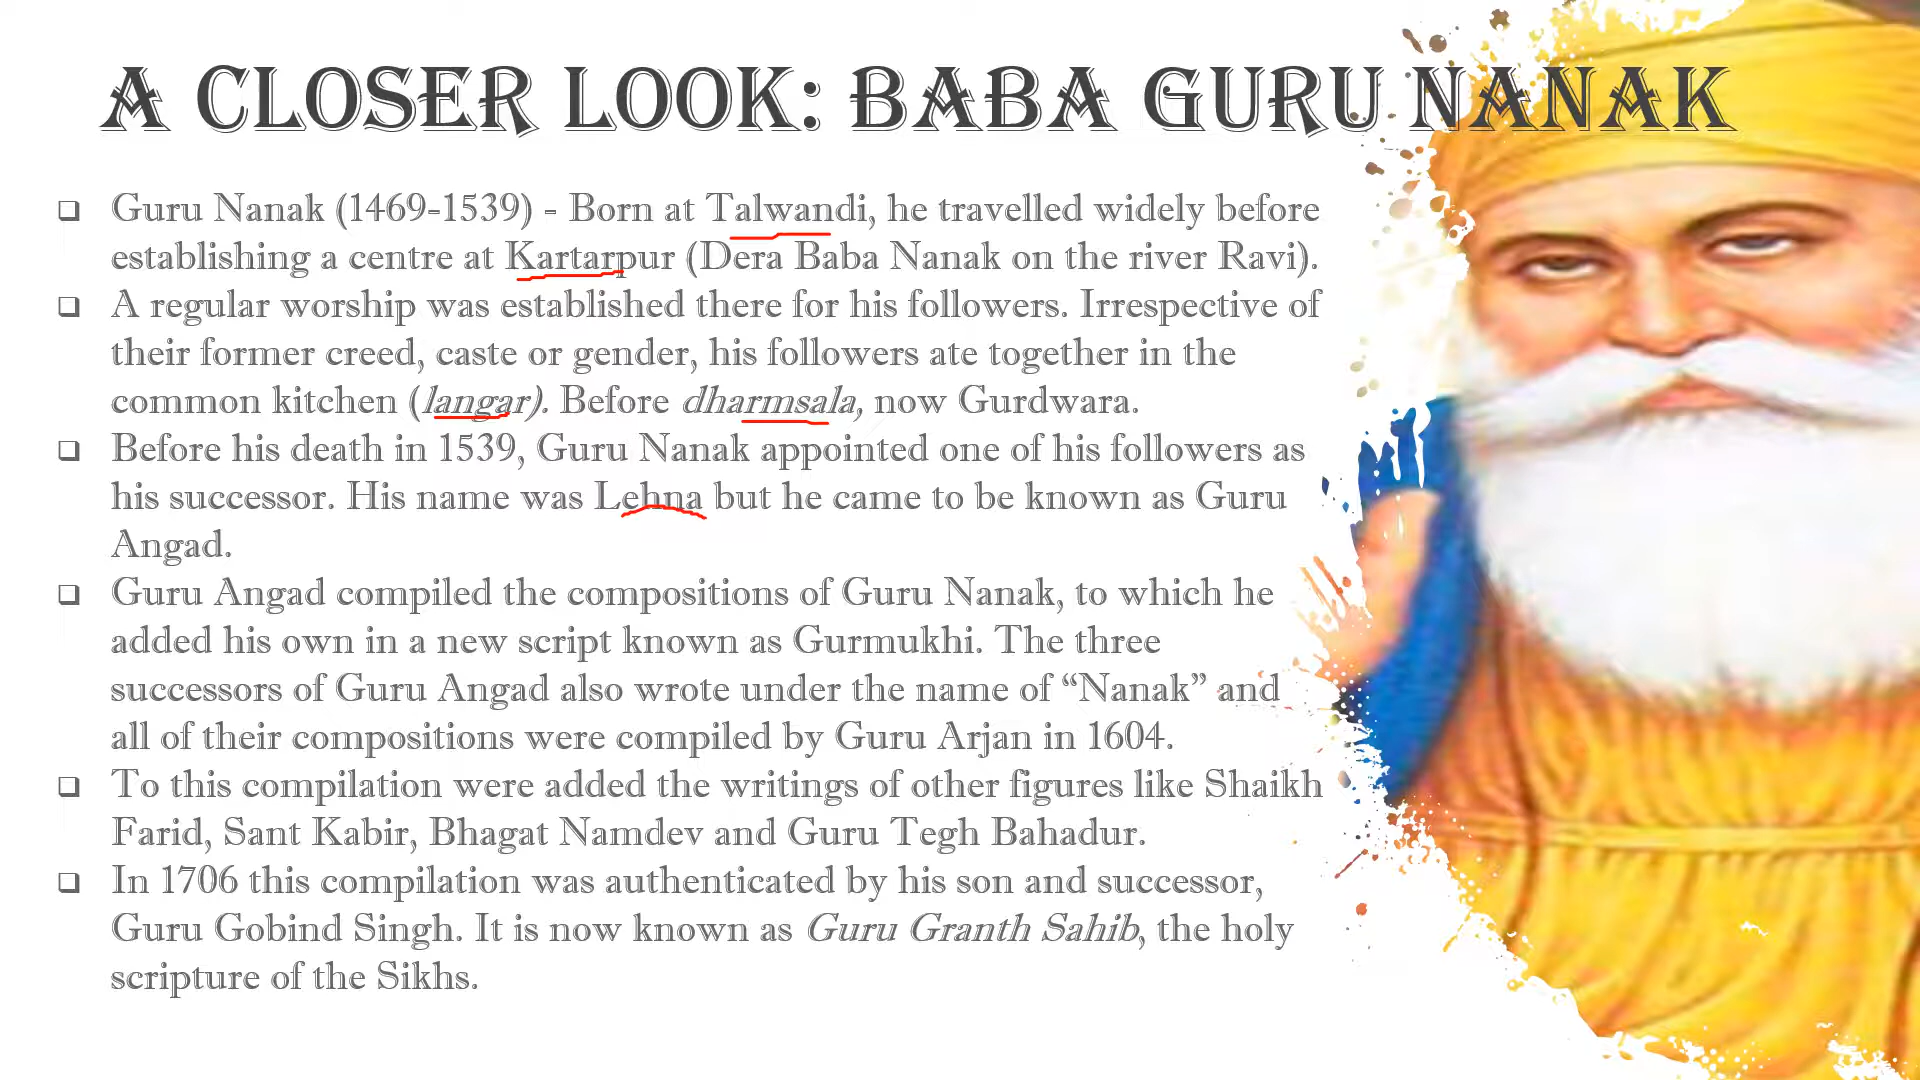 A CLOSER LOOK: BABA GURU NANAK
❑ Guru Nanak (1469-1539) - Born at Talwandi, he travelled widely before
establishing a centre at Kartarpur (Dera Baba Nanak on the river Ravi).
❑ A regular worship was established there for his followers. Irrespective of
their former creed, caste or gender, his followers ate together in the
common kitchen (langar). Before dharmsala, now Gurdwara.
❑ Before his death in 1539, Guru Nanak appointed one of his followers as
his successor. His name was Lehna but he came to be known as Guru
Angad.
❑ Guru Angad compiled the compositions of Guru Nanak, to which he
added his own in a new script known as Gurmukhi. The three
successors of Guru Angad also wrote under the name of “Nanak” and
all of their compositions were compiled by Guru Arjan in 1604.
❑ To this compilation were added the writings of other figures like Shaikh
Farid, Sant Kabir, Bhagat Namdev and Guru Tegh Bahadur.
❑ In 1706 this compilation was authenticated by his son and successor,
Guru Gobind Singh. It is now known as Guru Granth Sahib, the holy
scripture of the Sikhs.